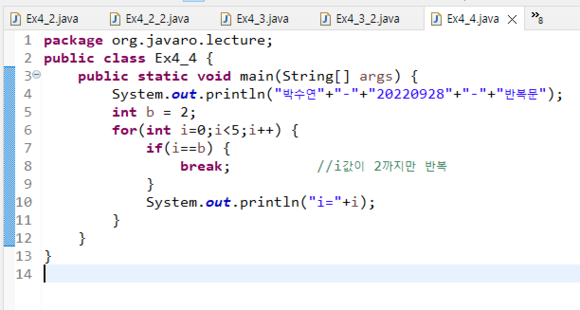 Ex4_2.java Ex4_2_2.java Ex4_3.java Ex4_3_2.java Ex4_4.java »8
1 package org.javaro.lecture;
2 public class Ex4_4 {
3 public static void main(String[] args) {
4 System.out.println("박수연"+"-"+"20220928"+"-"+"반복문");
5 int b = 2;
6 for(int i=0;i<5;i++) {
7 if(i==b) {
8 break; //i값이 2까지만 반복
9 }
10 System.out.println("i="+i);
11 }
12 }
13 }
14